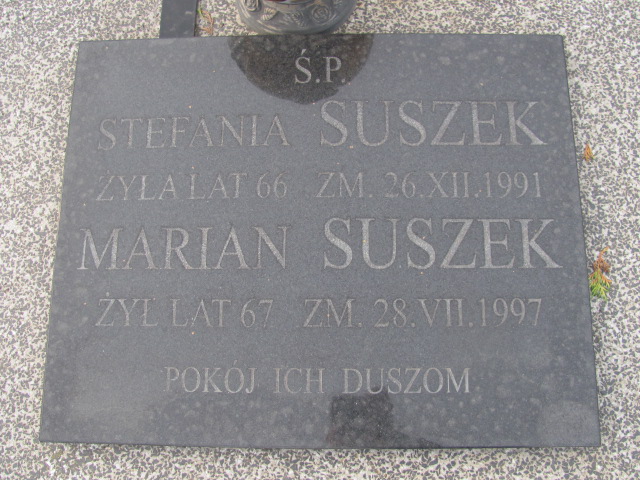 Ś.P.
STEFANIA SUSZEK
ŻYŁA LAT 66 ZM. 26.XII.1991
MARIAN SUSZEK
ŻYŁ LAT 67 ZM. 28.VII.1997
POKÓJ ICH DUSZOM